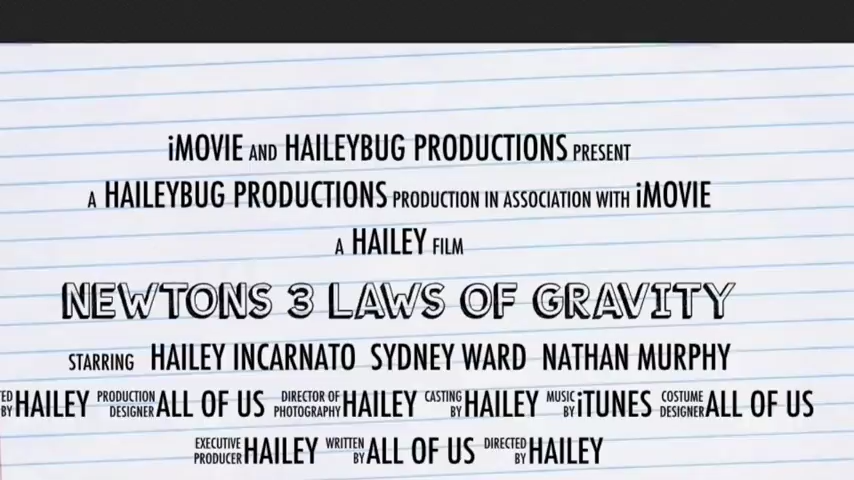 iMOVIE AND HAILEYBUG PRODUCTIONS PRESENT
A HAILEYBUG PRODUCTIONS PRODUCTION IN ASSOCIATION WITH iMOVIE
A HAILEY FILM
NEWTONS 3 LAWS OF GRAVITY
STARRING HAILEY INCARNATO SYDNEY WARD NATHAN MURPHY
ED BY HAILEY PRODUCTION DESIGNER ALL OF US DIRECTOR OF PHOTOGRAPHY HAILEY CASTING BY HAILEY MUSIC BY iTUNES COSTUME DESIGNER ALL OF US
EXECUTIVE PRODUCER HAILEY WRITTEN BY ALL OF US DIRECTED BY HAILEY